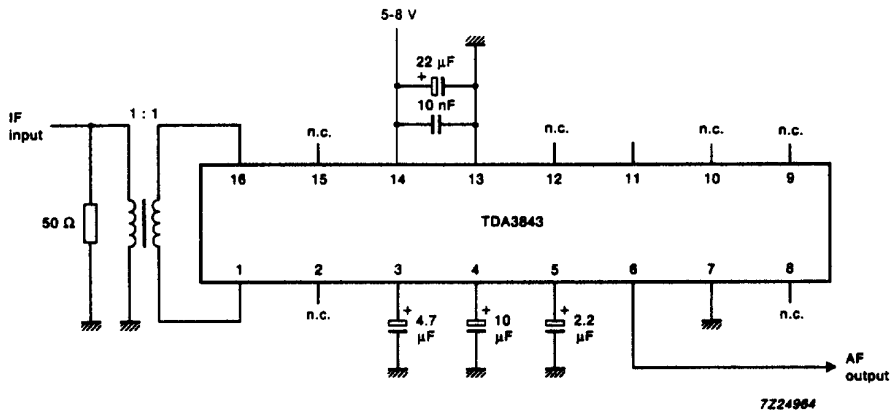 5-8 V
22 μF
+
10 nF
1 : 1
IF
input
50 Ω
n.c.
n.c.
n.c.
n.c.
16
15
14
13
12
11
10
9
TDA3843
1
2
3
4
5
6
7
8
n.c.
n.c.
+
4.7
μF
+
10
μF
+
2.2
μF
AF
output
7Z24964